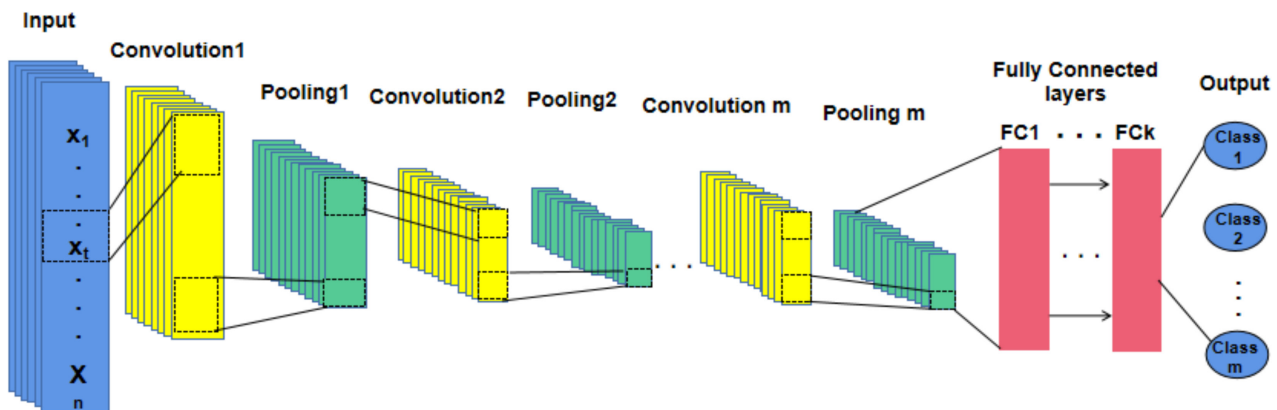 Input
Convolution1
Pooling1
Convolution2
Pooling2
Convolution m
Pooling m
Fully Connected
layers
Output
FC1 . . . FCk
x1
.
.
.
xt
.
.
.
X
n
. . .
. . .
Class
1
Class
2
.
.
.
Class
m